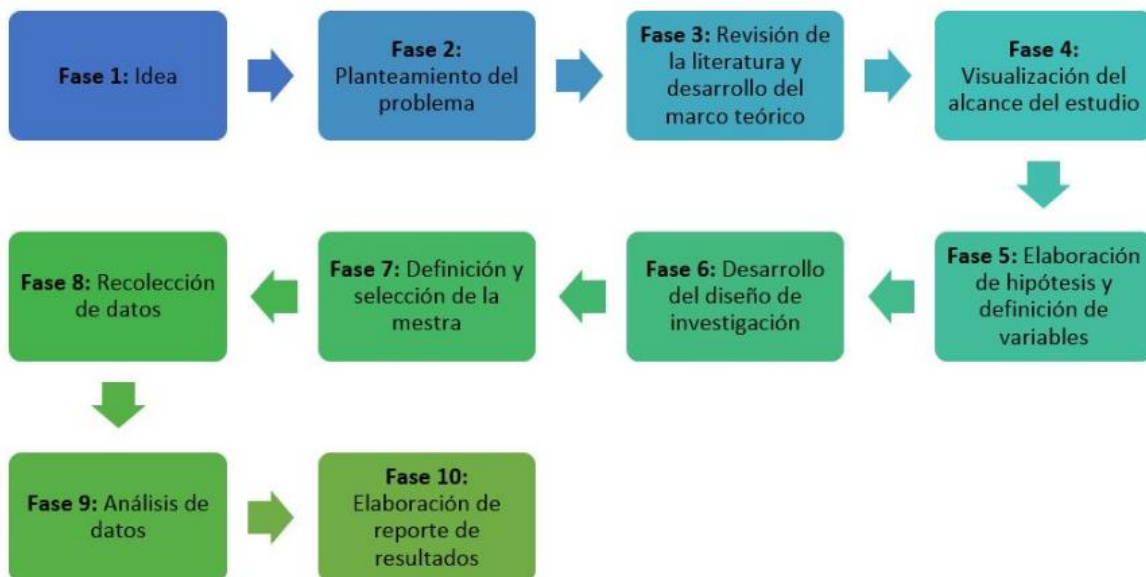 Fase 1: Idea
Fase 2:
Planteamiento del
problema
Fase 3: Revisión de
la literatura y
desarrollo del
marco teórico
Fase 4:
Visualización del
alcance del estudio
Fase 5: Elaboración
de hipótesis y
definición de
variables
Fase 6: Desarrollo
del diseño de
investigación
Fase 7: Definición y
selección de la
mestra
Fase 8: Recolección
de datos
Fase 9: Análisis de
datos
Fase 10:
Elaboración de
reporte de
resultados